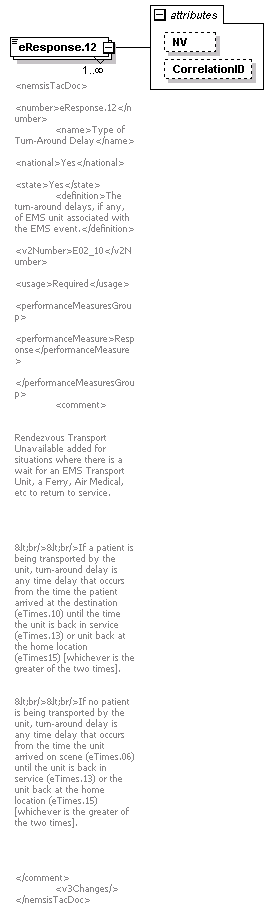 attributes
NV
CorrelationID
eResponse.12
1..∞
<nemsisTacDoc>
<number>eResponse.12</n
umber>
<name>Type of
Turn-Around Delay</name>
<national>Yes</national>
<state>Yes</state>
<definition>The
turn-around delays, if any,
of EMS unit associated with
the EMS event.</definition>
<v2Number>E02_10</v2N
umber>
<usage>Required</usage>
<performanceMeasuresGrou
p>
<performanceMeasure>Resp
onse</performanceMeasure
>
</performanceMeasuresGrou
p>
<comment>
Rendezvous Transport
Unavailable added for
situations where there is a
wait for an EMS Transport
Unit, a Ferry, Air Medical,
etc to return to service.
&lt;br/>&lt;br/>If a patient is
being transported by the
unit, turn-around delay is
any time delay that occurs
from the time the patient
arrived at the destination
(eTimes.10) until the time
the unit is back in service
(eTimes.13) or unit back at
the home location
(eTimes15) [whichever is the
greater of the two times].
&lt;br/>&lt;br/>If no patient
is being transported by the
unit, turn-around delay is
any time delay that occurs
from the time the unit
arrived on scene (eTimes.06)
until the unit is back in
service (eTimes.13) or the
unit back at the home
location (eTimes.15)
[whichever is the greater of
the two times].
</comment>
<v3Changes/>
</nemsisTacDoc>